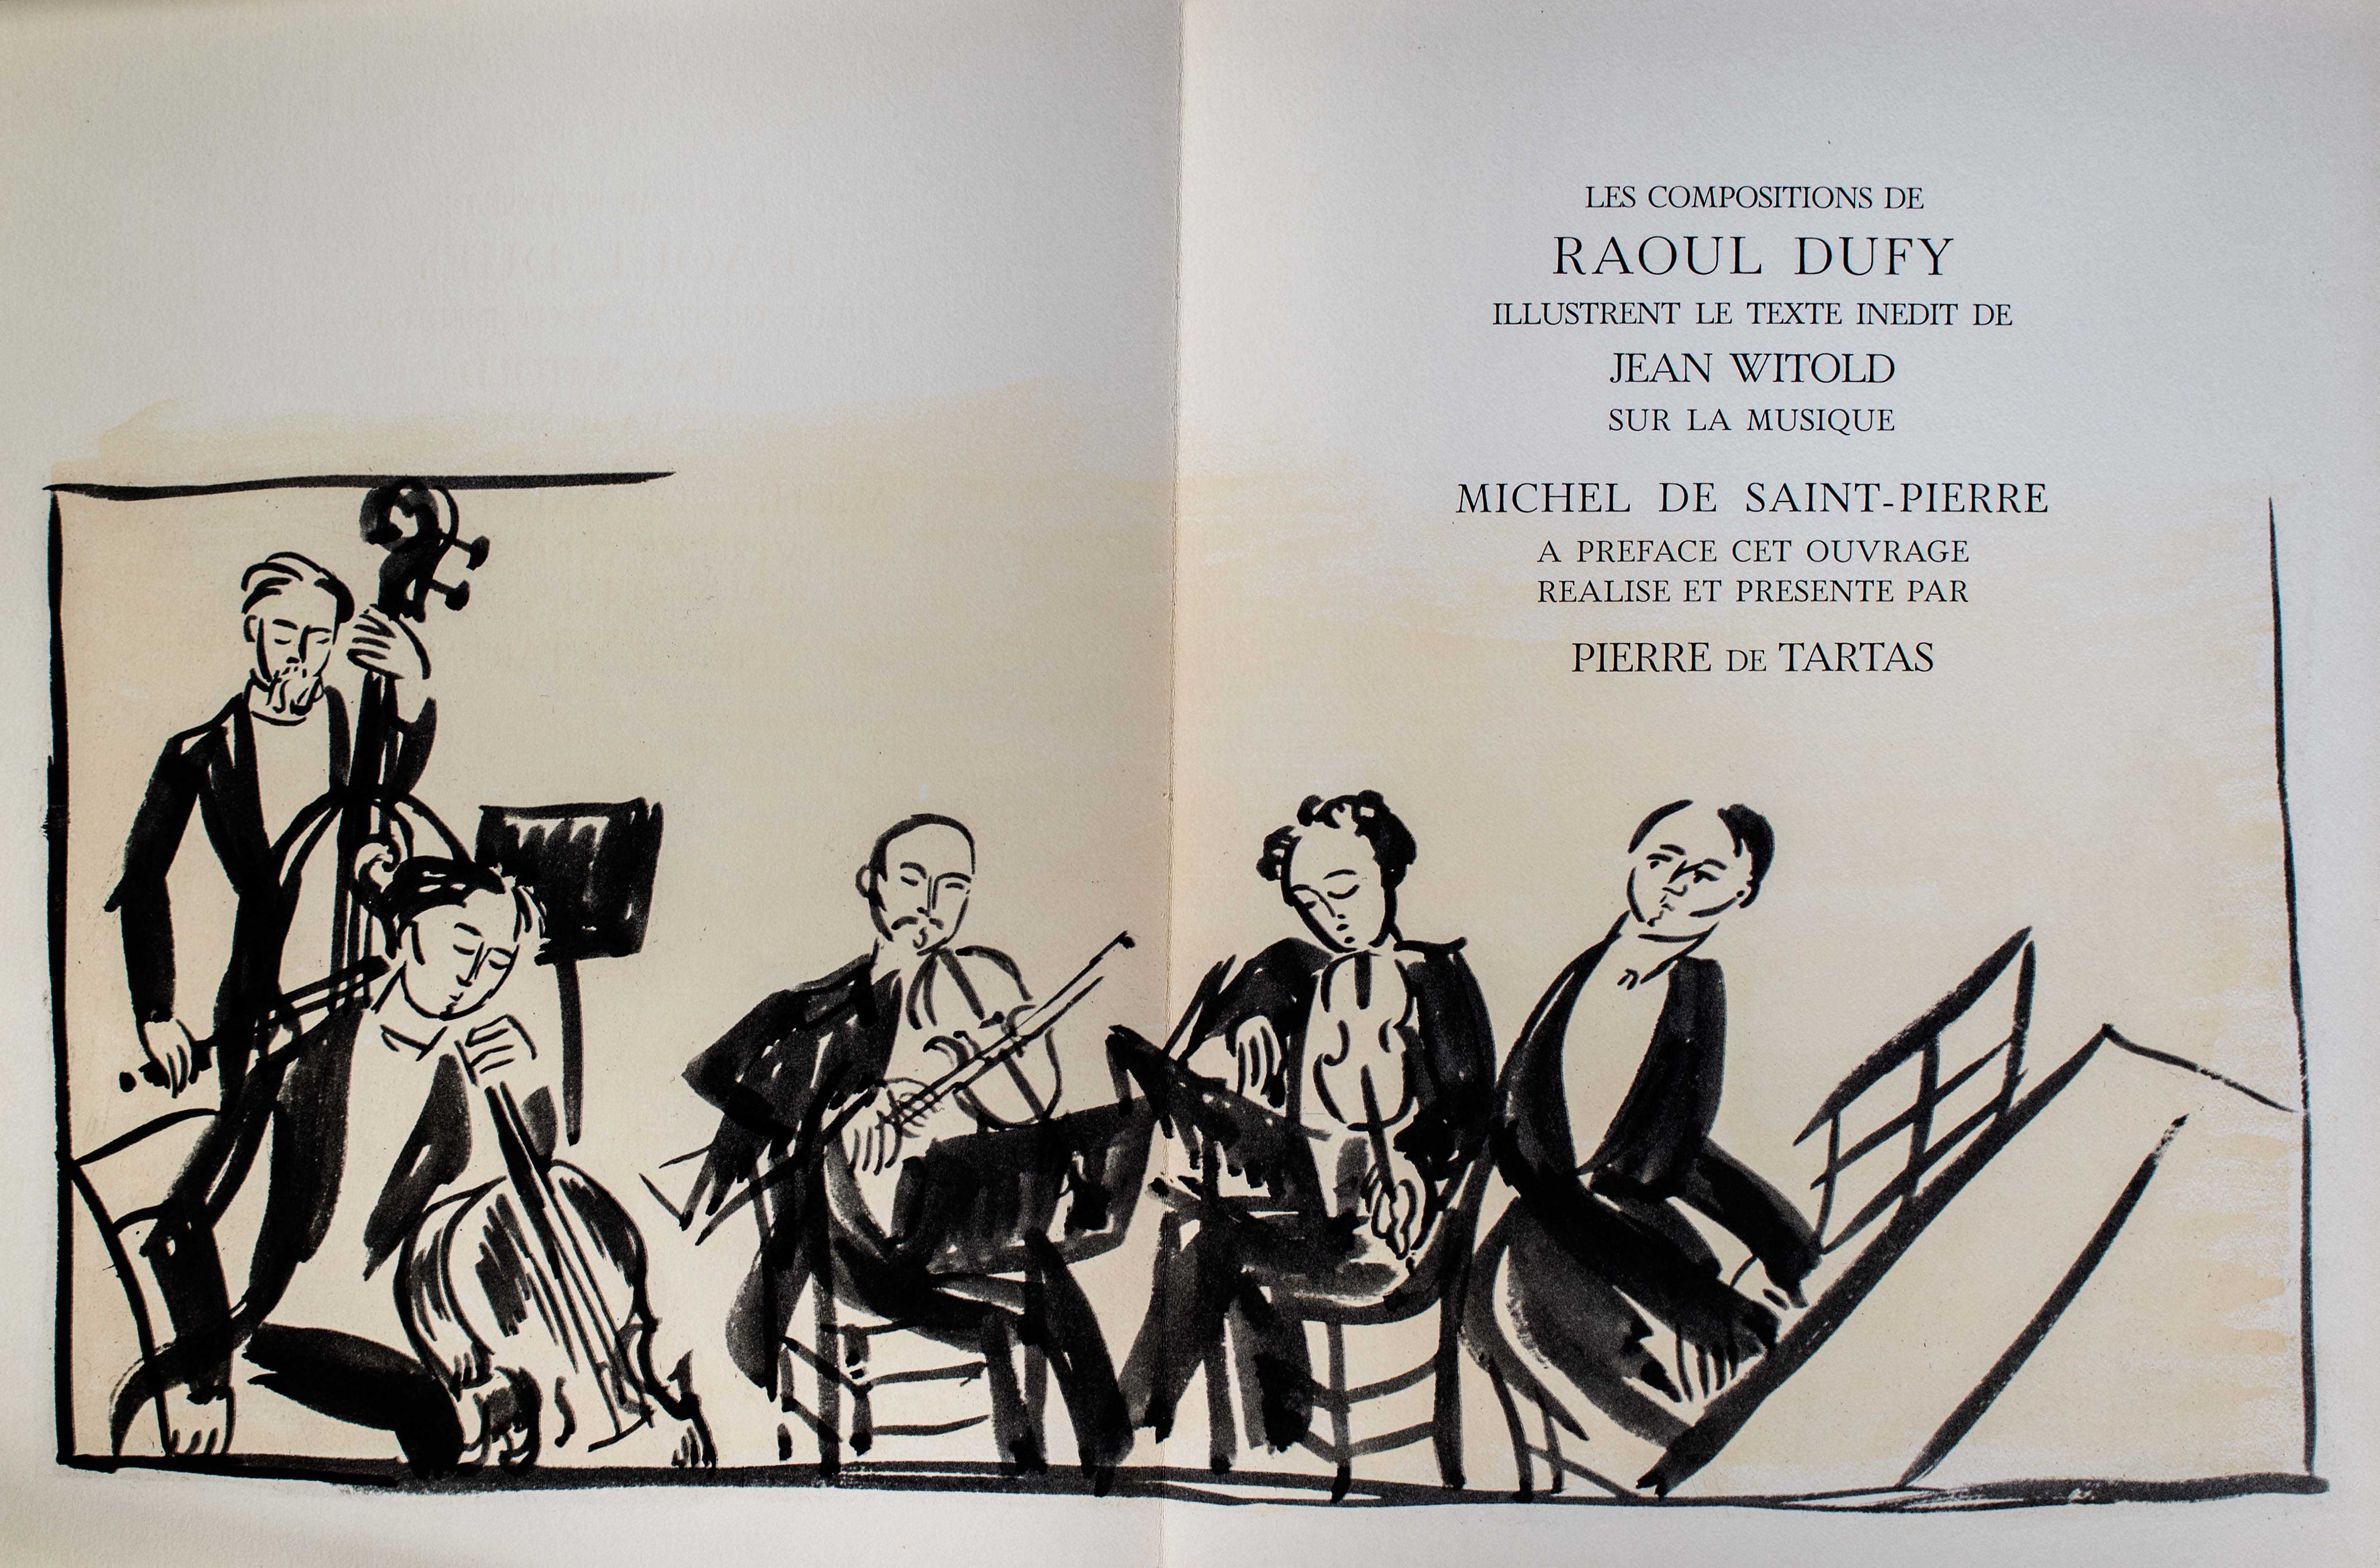 LES COMPOSITIONS DE
RAOUL DUFY
ILLUSTRENT LE TEXTE INEDIT DE
JEAN WITOLD
SUR LA MUSIQUE
MICHEL DE SAINT-PIERRE
A PREFACE CET OUVRAGE
REALISE ET PRESENTE PAR
PIERRE DE TARTAS